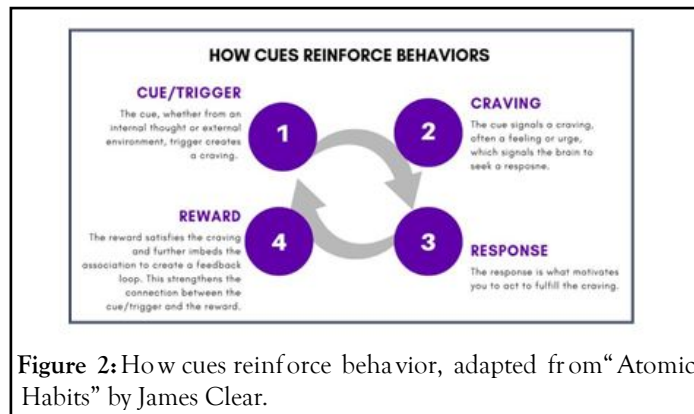 HOW CUES REINFORCE BEHAVIORS
CUE/TRIGGER
The cue, whether from an
internal thought or external
environment, trigger creates
a craving.
1
2
CRAVING
The cue signals a craving,
often a feeling or urge,
which signals the brain to
seek a resposne.
REWARD
The reward satisfies the craving
and further imbeds the
association to create a feedback
loop. This strengthens the
connection between the
cue/trigger and the reward.
4
3
RESPONSE
The response is what motivates
you to act to fulfill the craving.
Figure 2: How cues reinforce behavior, adapted from “Atomic
Habits” by James Clear.